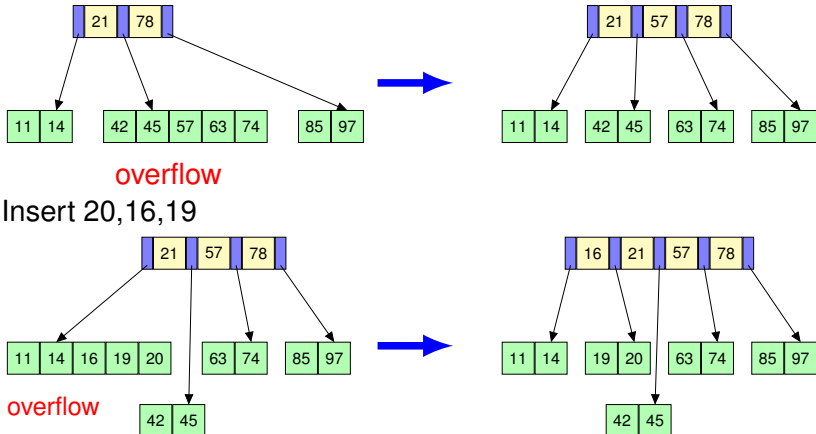 21 78
21 57 78
11 14 42 45 57 63 74 85 97
11 14 42 45 63 74 85 97
overflow
Insert 20,16,19
21 57 78
16 21 57 78
11 14 16 19 20 63 74 85 97
11 14 19 20 63 74 85 97
overflow
42 45
42 45